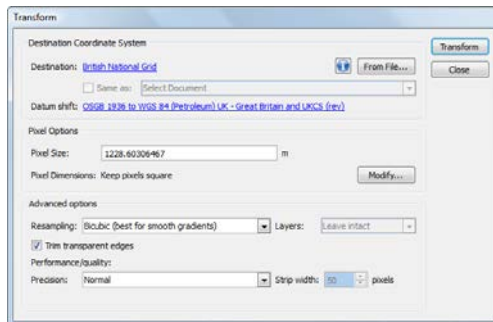 Transform
Destination Coordinate System
Destination: British National Grid From File...
Same as: Select Document
Datum shift: OSGB 1936 to WGS 84 (Petroleum) UK - Great Britain and UKCS (rev)
Transform
Close
Pixel Options
Pixel Size: 1228.60306467 m
Pixel Dimensions: Keep pixels square Modify...
Advanced options
Resampling: Bicubic (best for smooth gradients) Layers: Leave intact
Trim transparent edges
Performance/quality:
Precision: Normal Strip width: 50 pixels